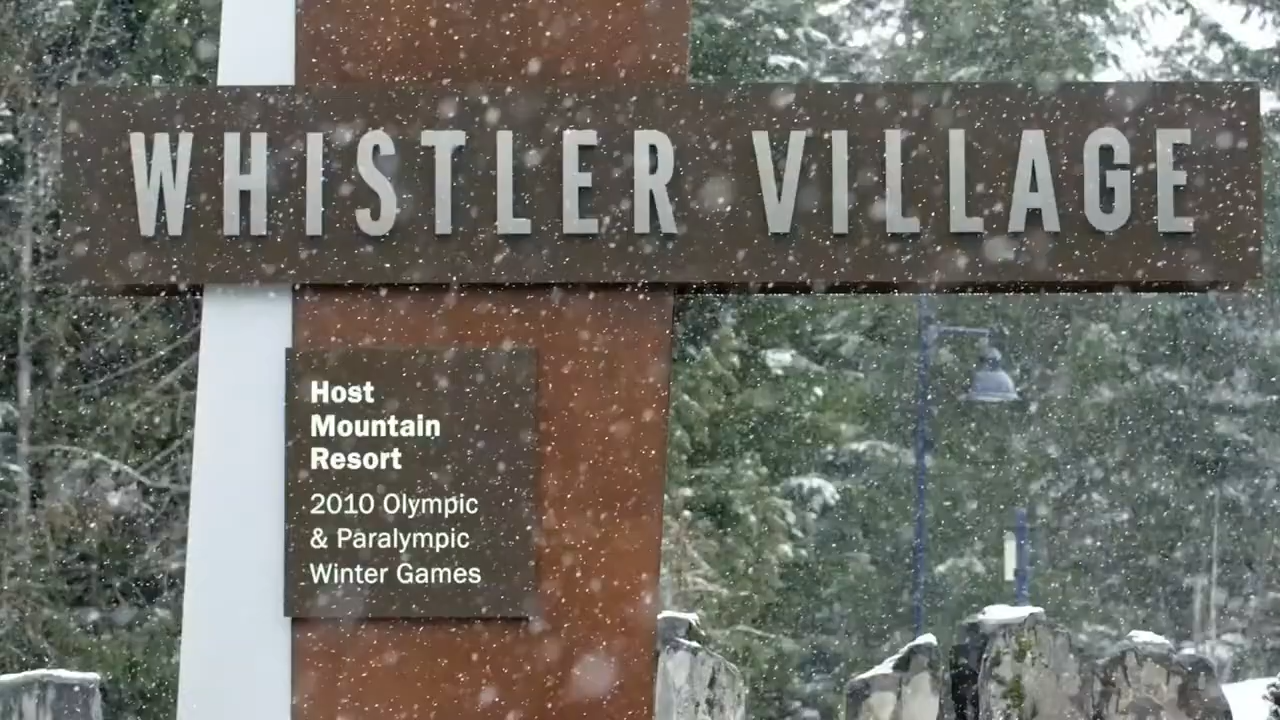 WHISTLER VILLAGE
Host
Mountain
Resort
2010 Olympic
& Paralympic
Winter Games